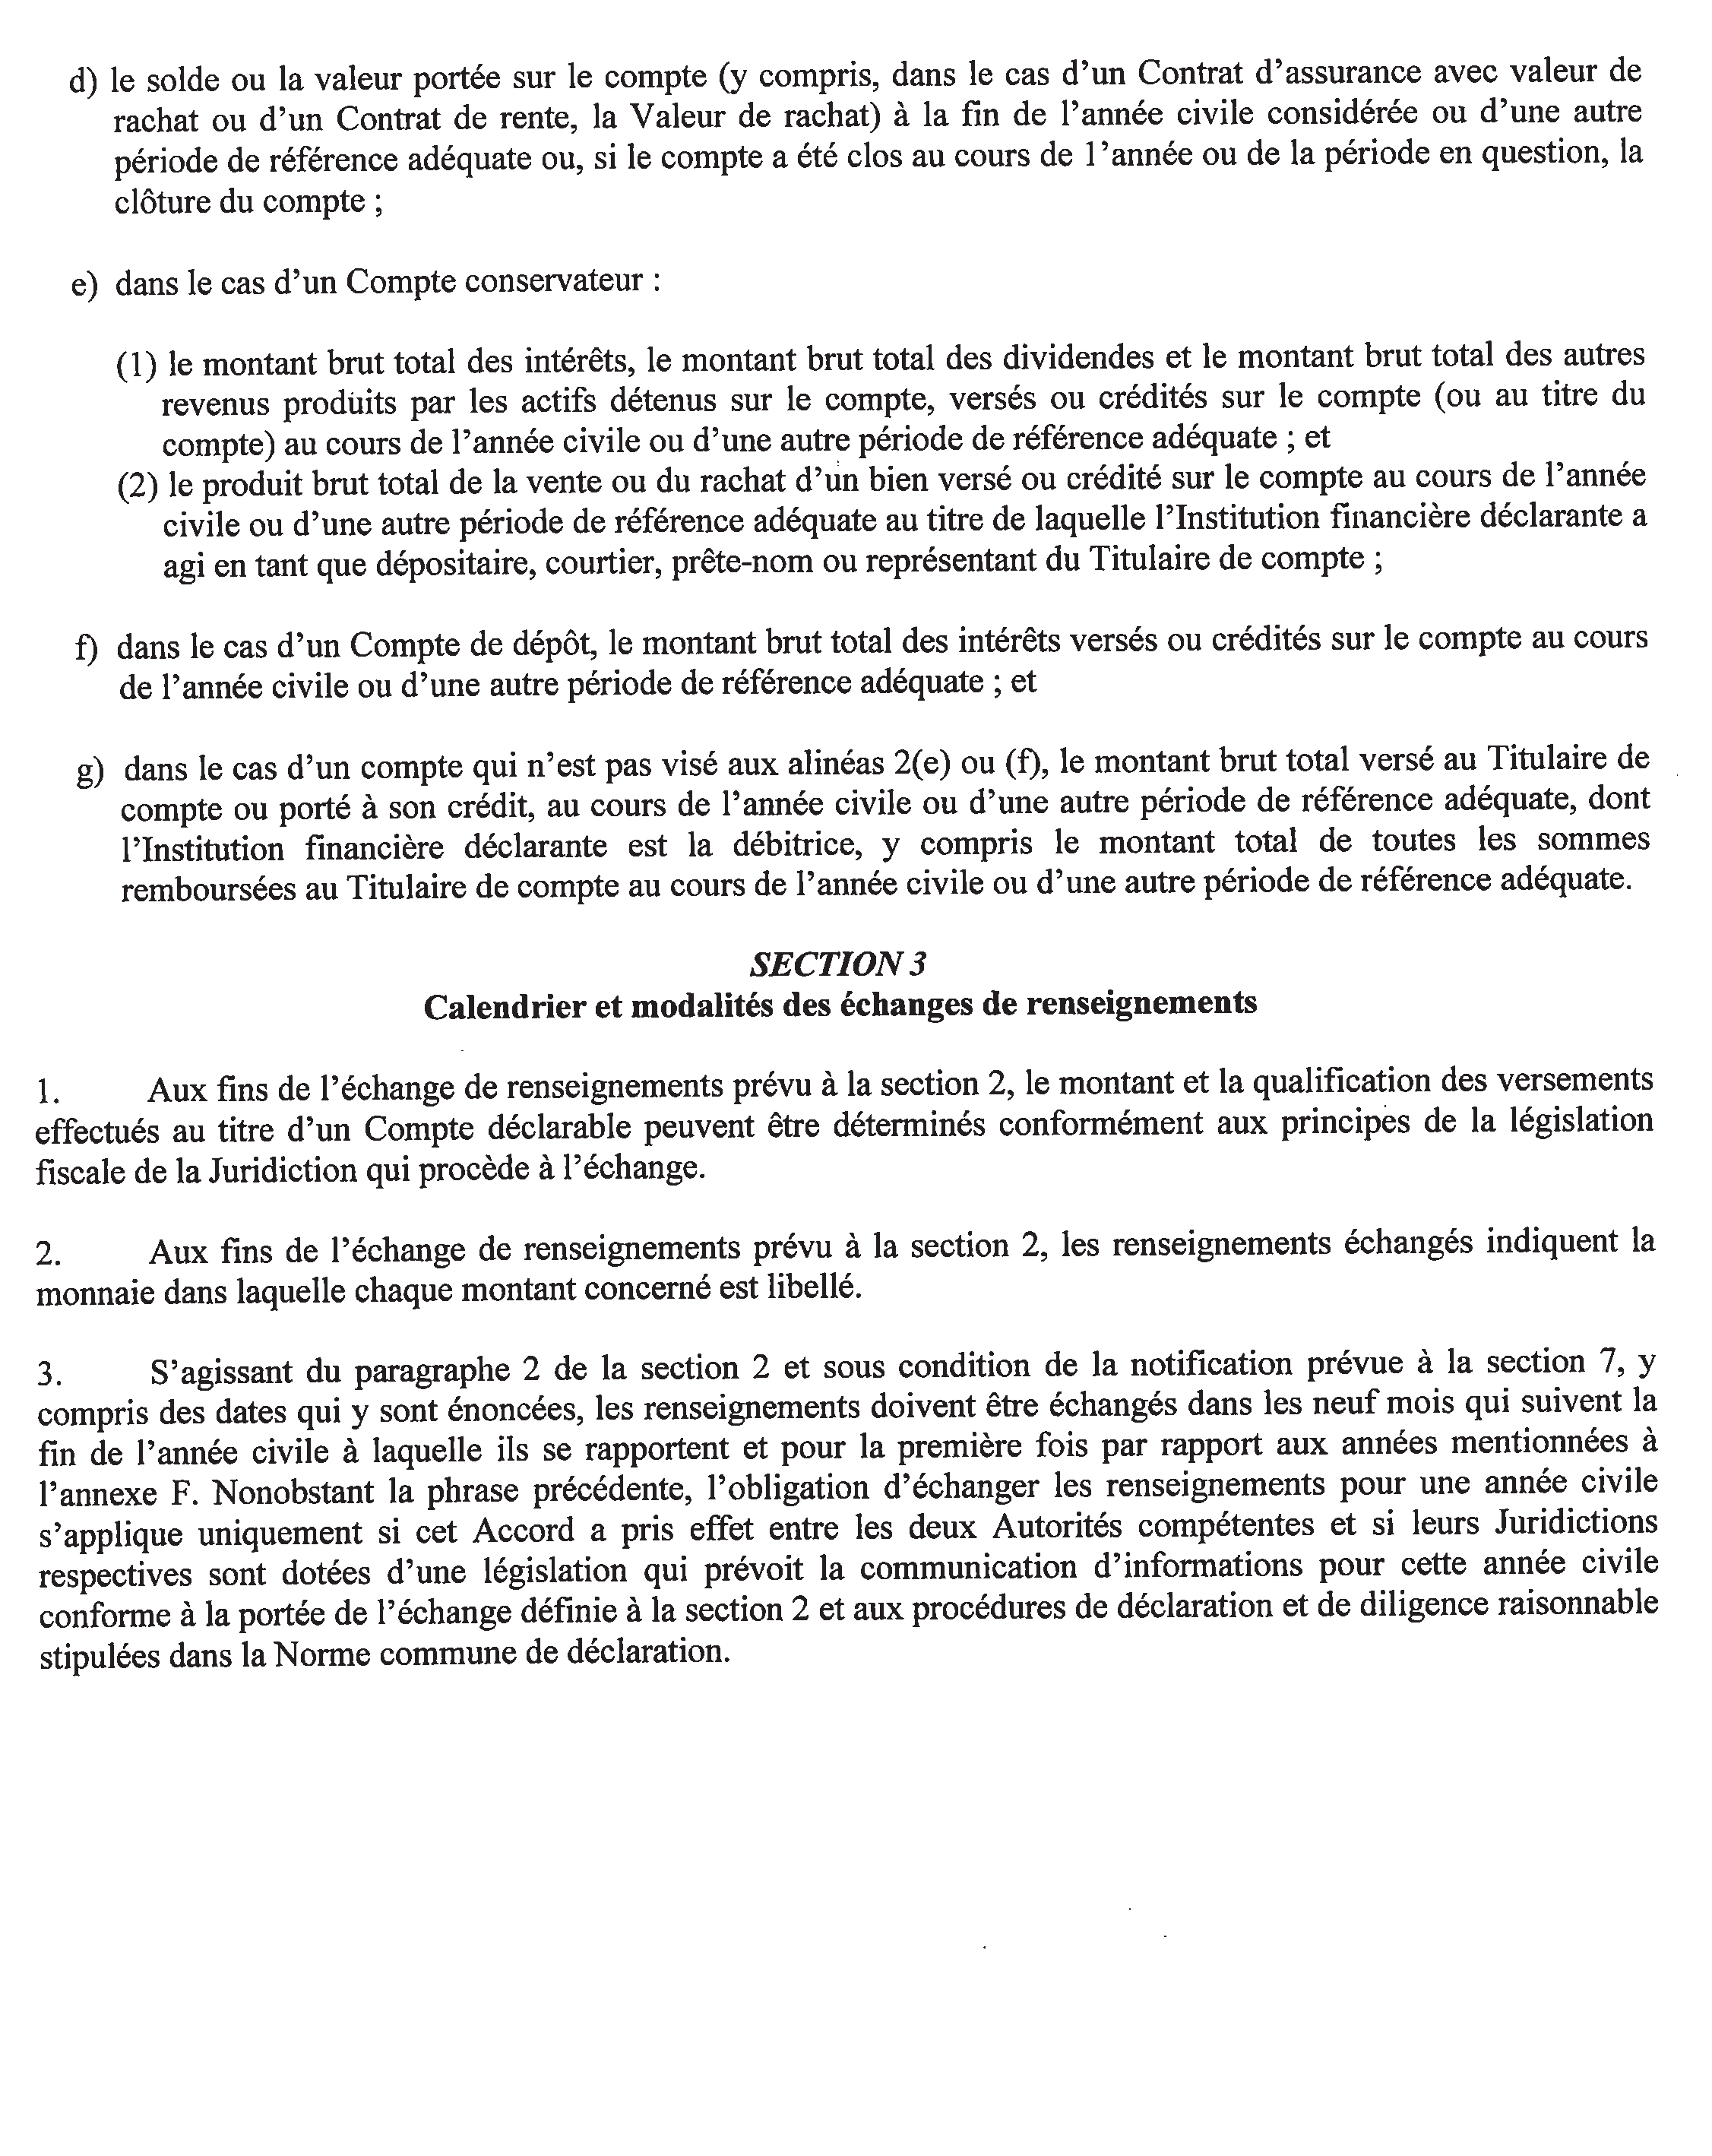 d) le solde ou la valeur portée sur le compte (y compris, dans le cas d’un Contrat d’assurance avec valeur de
rachat ou d’un Contrat de rente, la Valeur de rachat) à la fin de l’année civile considérée ou d’une autre
période de référence adéquate ou, si le compte a été clos au cours de l’année ou de la période en question, la
clôture du compte ;
e) dans le cas d’un Compte conservateur :
(1) le montant brut total des intérêts, le montant brut total des dividendes et le montant brut total des autres
revenus produits par les actifs détenus sur le compte, versés ou crédités sur le compte (ou au titre du
compte) au cours de l’année civile ou d’une autre période de référence adéquate ; et
(2) le produit brut total de la vente ou du rachat d’un bien versé ou crédité sur le compte au cours de l’année
civile ou d’une autre période de référence adéquate au titre de laquelle l’Institution financière déclarante a
agi en tant que dépositaire, courtier, prête-nom ou représentant du Titulaire de compte ;
f) dans le cas d’un Compte de dépôt, le montant brut total des intérêts versés ou crédités sur le compte au cours
de l’année civile ou d’une autre période de référence adéquate ; et
g) dans le cas d’un compte qui n’est pas visé aux alinéas 2(e) ou (f), le montant brut total versé au Titulaire de
compte ou porté à son crédit, au cours de l’année civile ou d’une autre période de référence adéquate, dont
l’Institution financière déclarante est la débitrice, y compris le montant total de toutes les sommes
remboursées au Titulaire de compte au cours de l’année civile ou d’une autre période de référence adéquate.
SECTION 3
Calendrier et modalités des échanges de renseignements
1. Aux fins de l’échange de renseignements prévu à la section 2, le montant et la qualification des versements
effectués au titre d’un Compte déclarable peuvent être déterminés conformément aux principes de la législation
fiscale de la Juridiction qui procède à l’échange.
2. Aux fins de l’échange de renseignements prévu à la section 2, les renseignements échangés indiquent la
monnaie dans laquelle chaque montant concerné est libellé.
3. S’agissant du paragraphe 2 de la section 2 et sous condition de la notification prévue à la section 7, y
compris des dates qui y sont énoncées, les renseignements doivent être échangés dans les neuf mois qui suivent la
fin de l’année civile à laquelle ils se rapportent et pour la première fois par rapport aux années mentionnées à
l’annexe F. Nonobstant la phrase précédente, l’obligation d’échanger les renseignements pour une année civile
s’applique uniquement si cet Accord a pris effet entre les deux Autorités compétentes et si leurs Juridictions
respectives sont dotées d’une législation qui prévoit la communication d’informations pour cette année civile
conforme à la portée de l’échange définie à la section 2 et aux procédures de déclaration et de diligence raisonnable
stipulées dans la Norme commune de déclaration.